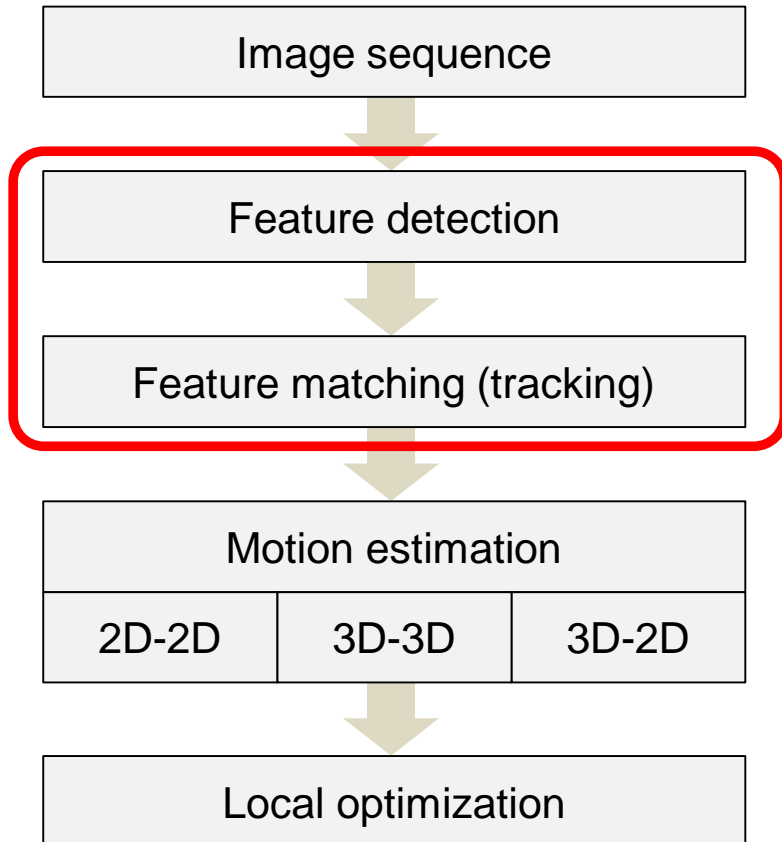 Image sequence
Feature detection
Feature matching (tracking)
Motion estimation
2D-2D 3D-3D 3D-2D
Local optimization